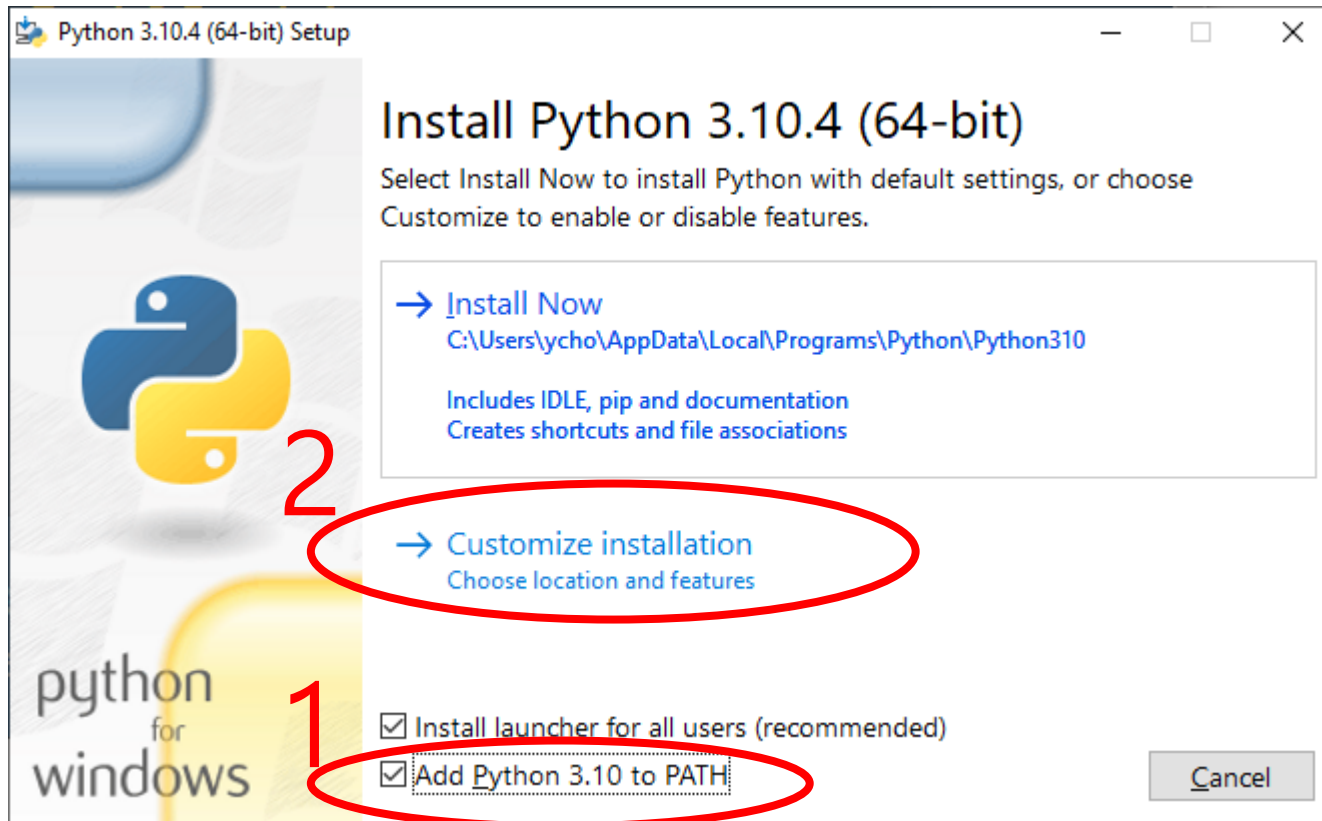 Python 3.10.4 (64-bit) Setup
Install Python 3.10.4 (64-bit)
Select Install Now to install Python with default settings, or choose
Customize to enable or disable features.
Install Now
C:\Users\ycho\AppData\Local\Programs\Python\Python310
Includes IDLE, pip and documentation
Creates shortcuts and file associations
2
Customize installation
Choose location and features
python
for
windows
1
Install launcher for all users (recommended)
Add Python 3.10 to PATH
Cancel